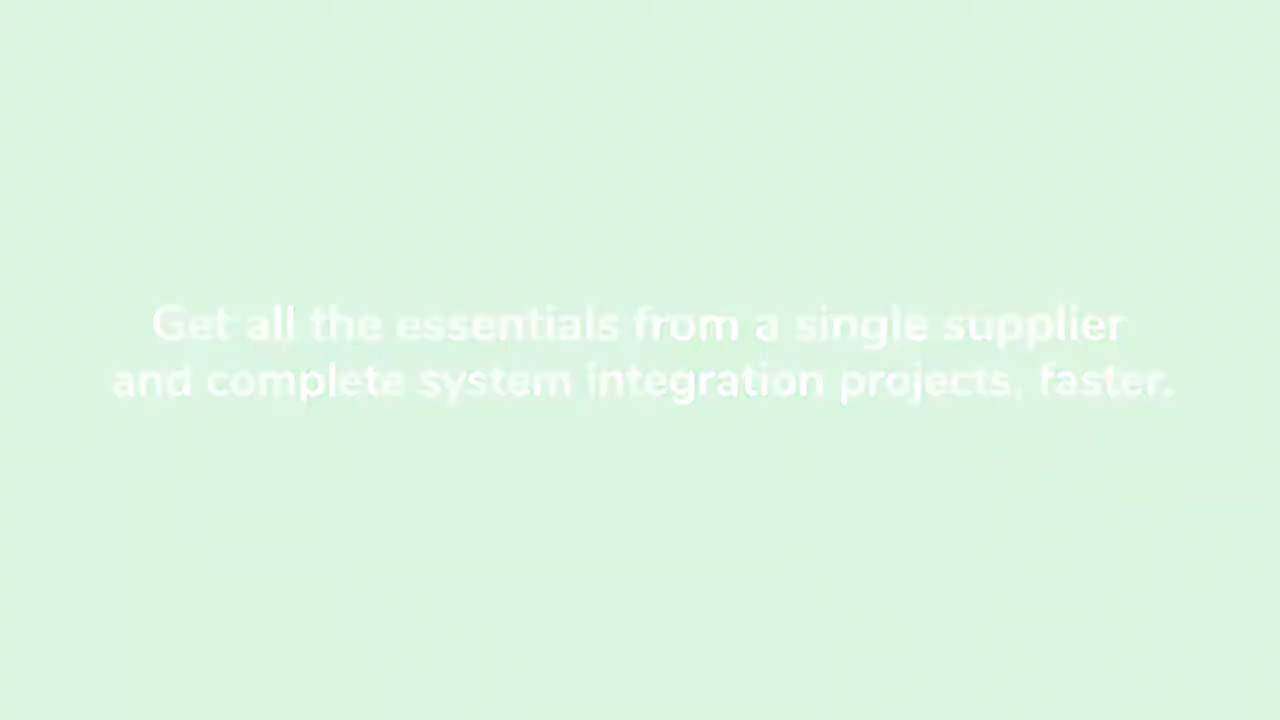 Get all the essentials from a single supplier
and complete system integration projects, faster.